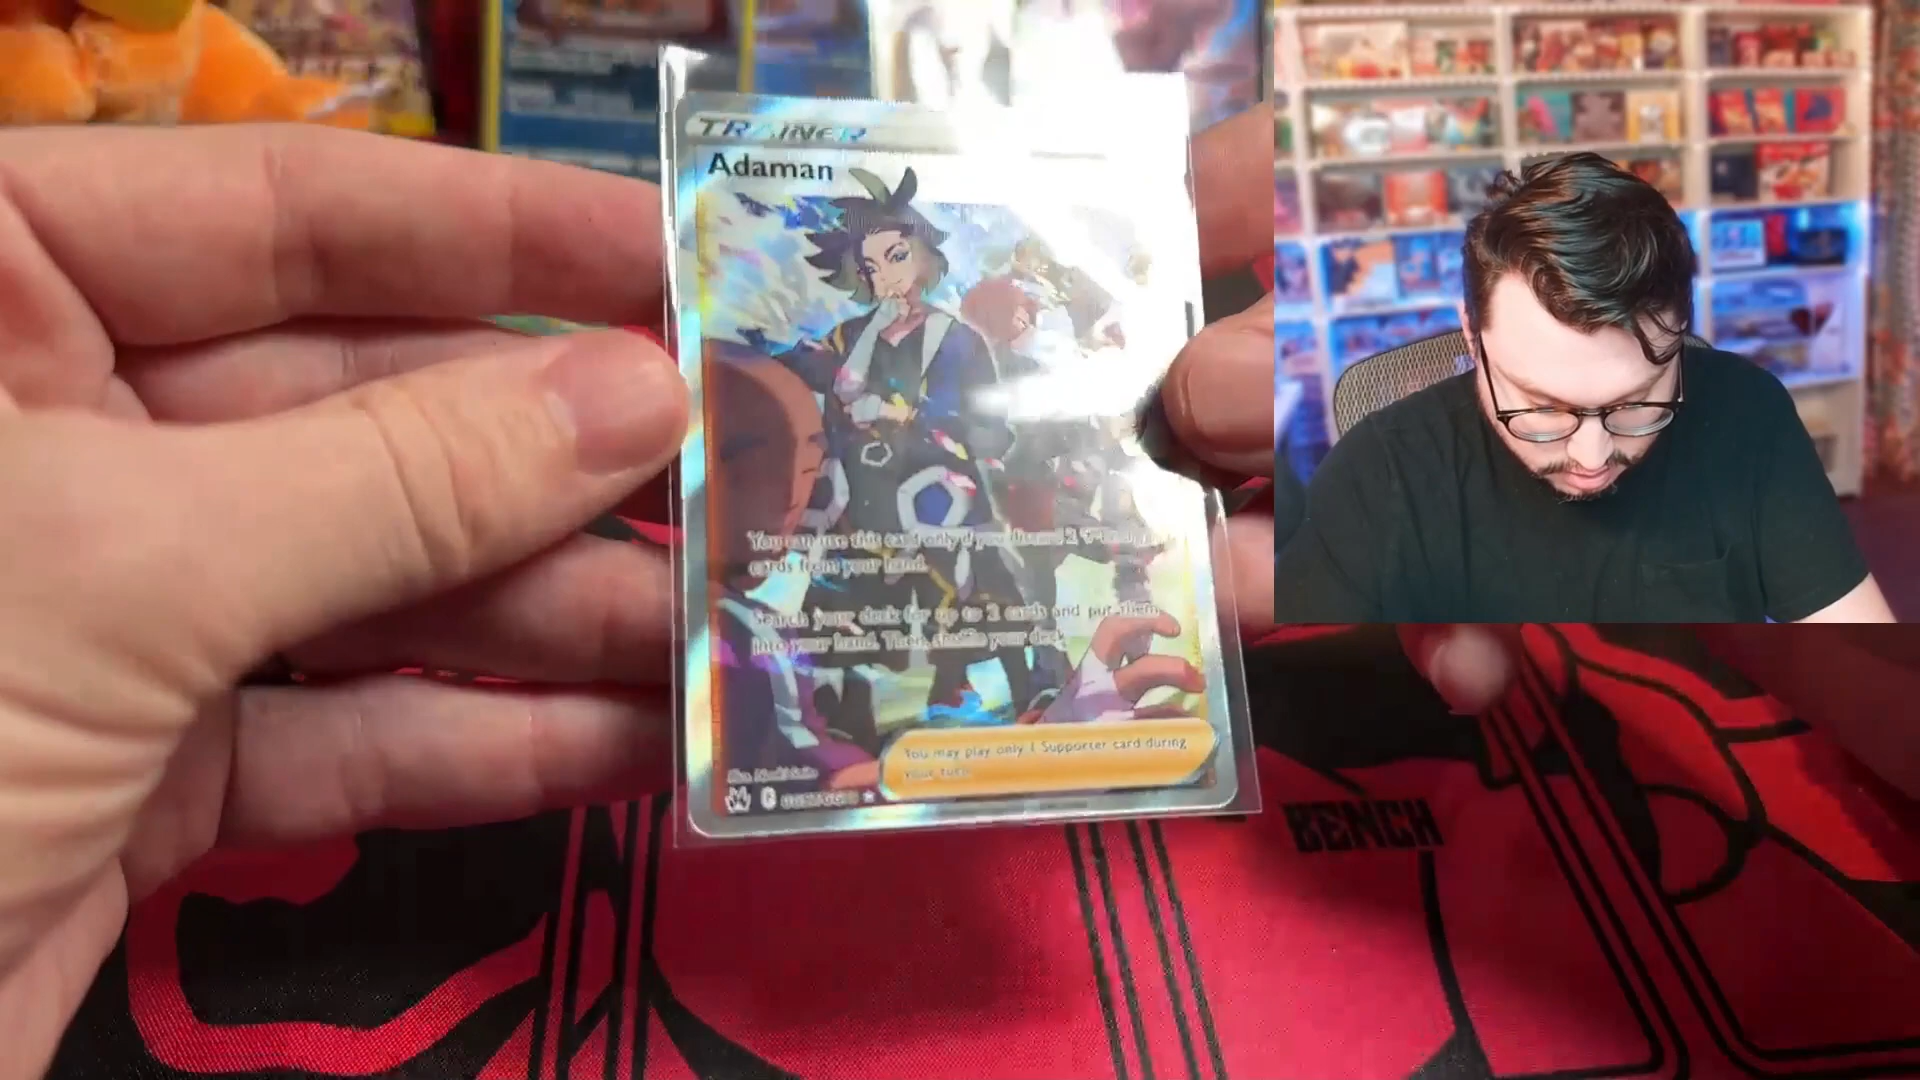 TRAINER
Adaman
You can use this card only if you discard 2
cards from your hand.
Search your deck for up to 2 cards and put them
into your hand. Then, shuffle your deck.
You may play only 1 Supporter card during
your turn.
BENCH